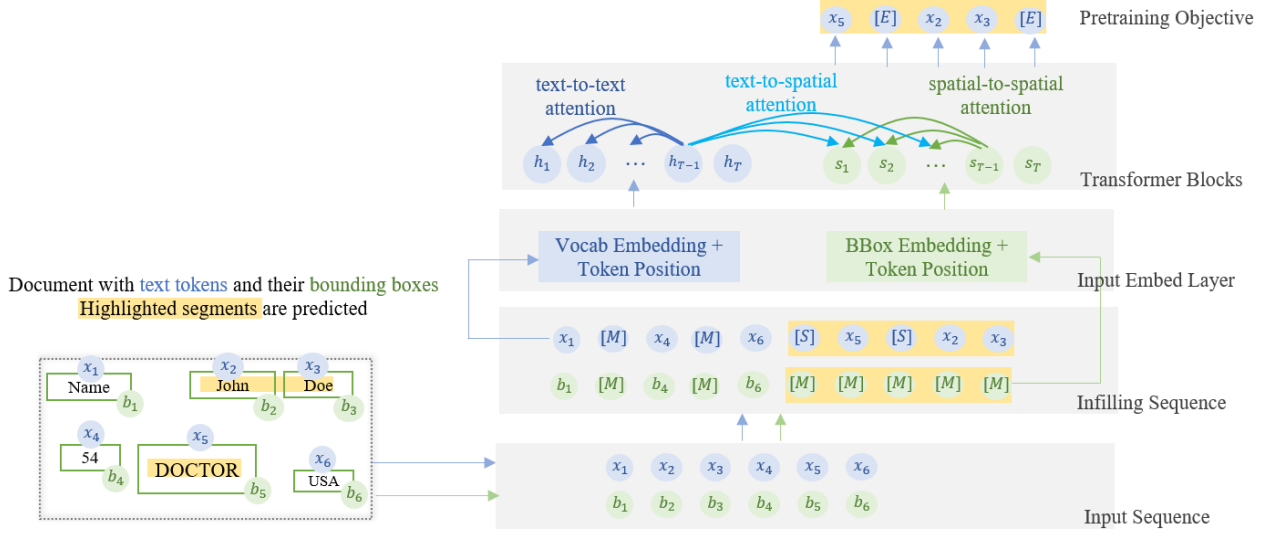 x5 [E] x2 x3 [E]
Pretraining Objective
text-to-text attention
text-to-spatial attention
spatial-to-spatial attention
h1 h2 ... hT−1 hT
s1 s2 ... sT−1 sT
Transformer Blocks
Vocab Embedding + Token Position
BBox Embedding + Token Position
Input Embed Layer
Document with text tokens and their bounding boxes
Highlighted segments are predicted
x1 [M] x4 [M] x6 [S] x5 [S] x2 x3
b1 [M] b4 [M] b6 [M] [M] [M] [M] [M]
Infilling Sequence
x1 x2 x3
Name John Doe
b1 b2 b3
x4 x5 x6
54 DOCTOR USA
b4 b5 b6
x1 x2 x3 x4 x5 x6
b1 b2 b3 b4 b5 b6
Input Sequence